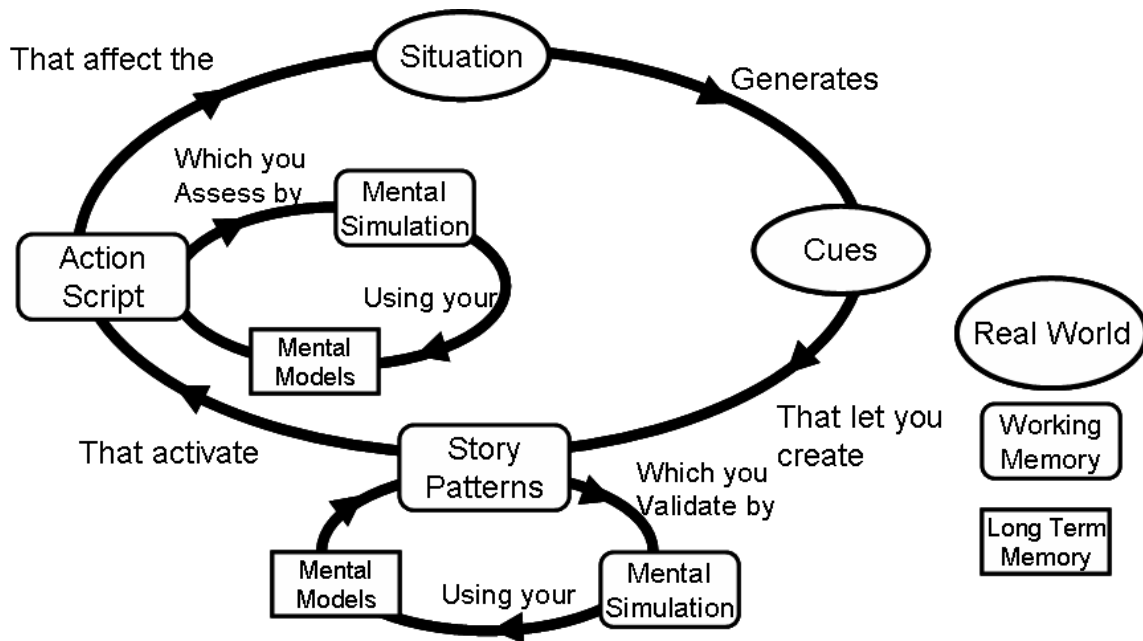 That affect the
Situation
Generates
Which you
Assess by
Mental
Simulation
Action
Script
Cues
Using your
Mental
Models
Real World
That activate
Story
Patterns
That let you
create
Working
Memory
Which you
Validate by
Long Term
Memory
Mental
Models
Using your
Mental
Simulation